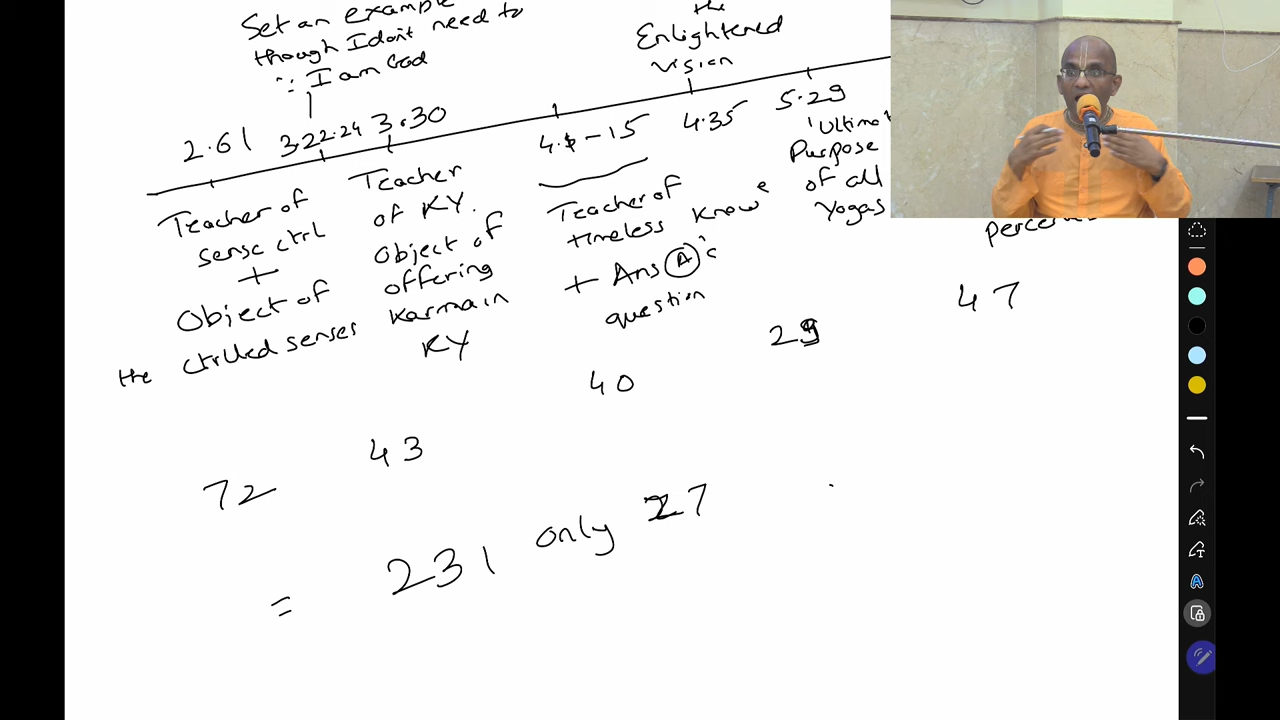 Set an example
though I don't need to
∵ I am God
the
Enlightened
vision
2.61
3.22 22.24
3.30
4.1-15
4.35
5.29
Teacher of
sense ctrl
+
Object of
the ctrlled senses
Teacher
of KY.
Object of
offering
Karma in
KY
Teacher of
timeless know e
+ Ans (A)'s
question
Purpose
of all
Yogas
72
43
40
29
47
= 231 only 27
A